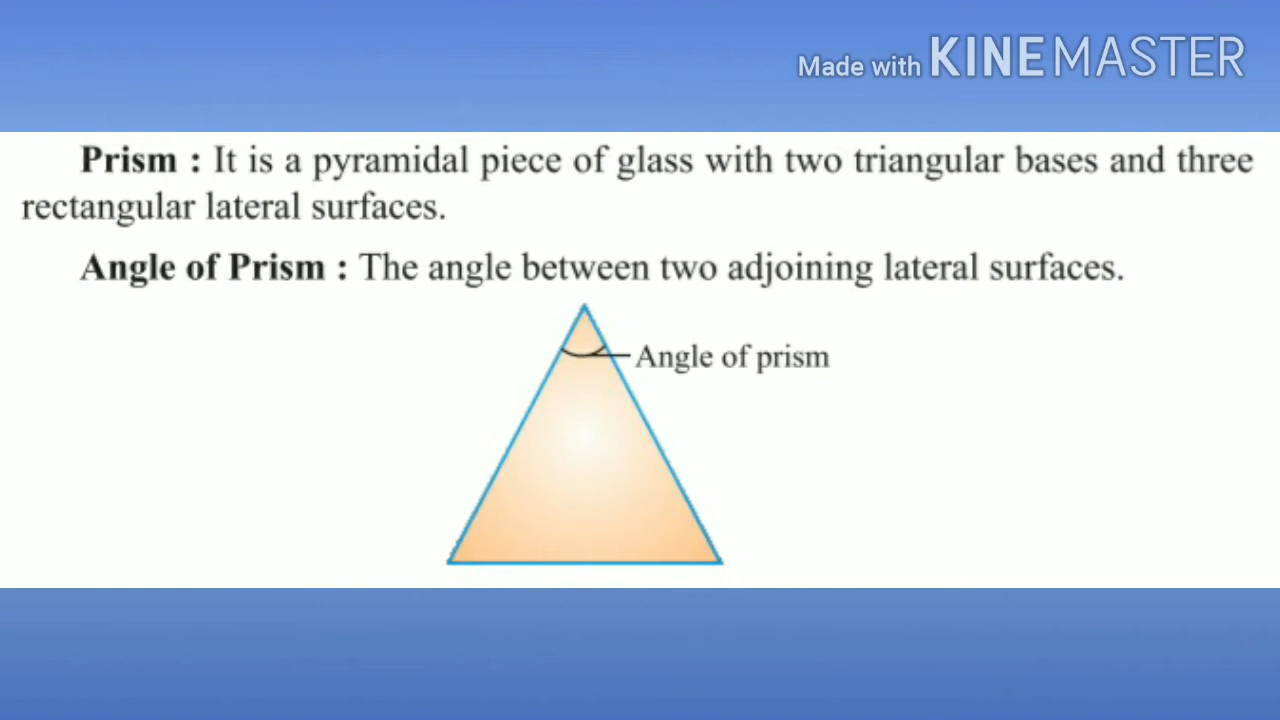 Made with KINEMASTER
Prism : It is a pyramidal piece of glass with two triangular bases and three
rectangular lateral surfaces.
Angle of Prism : The angle between two adjoining lateral surfaces.
Angle of prism